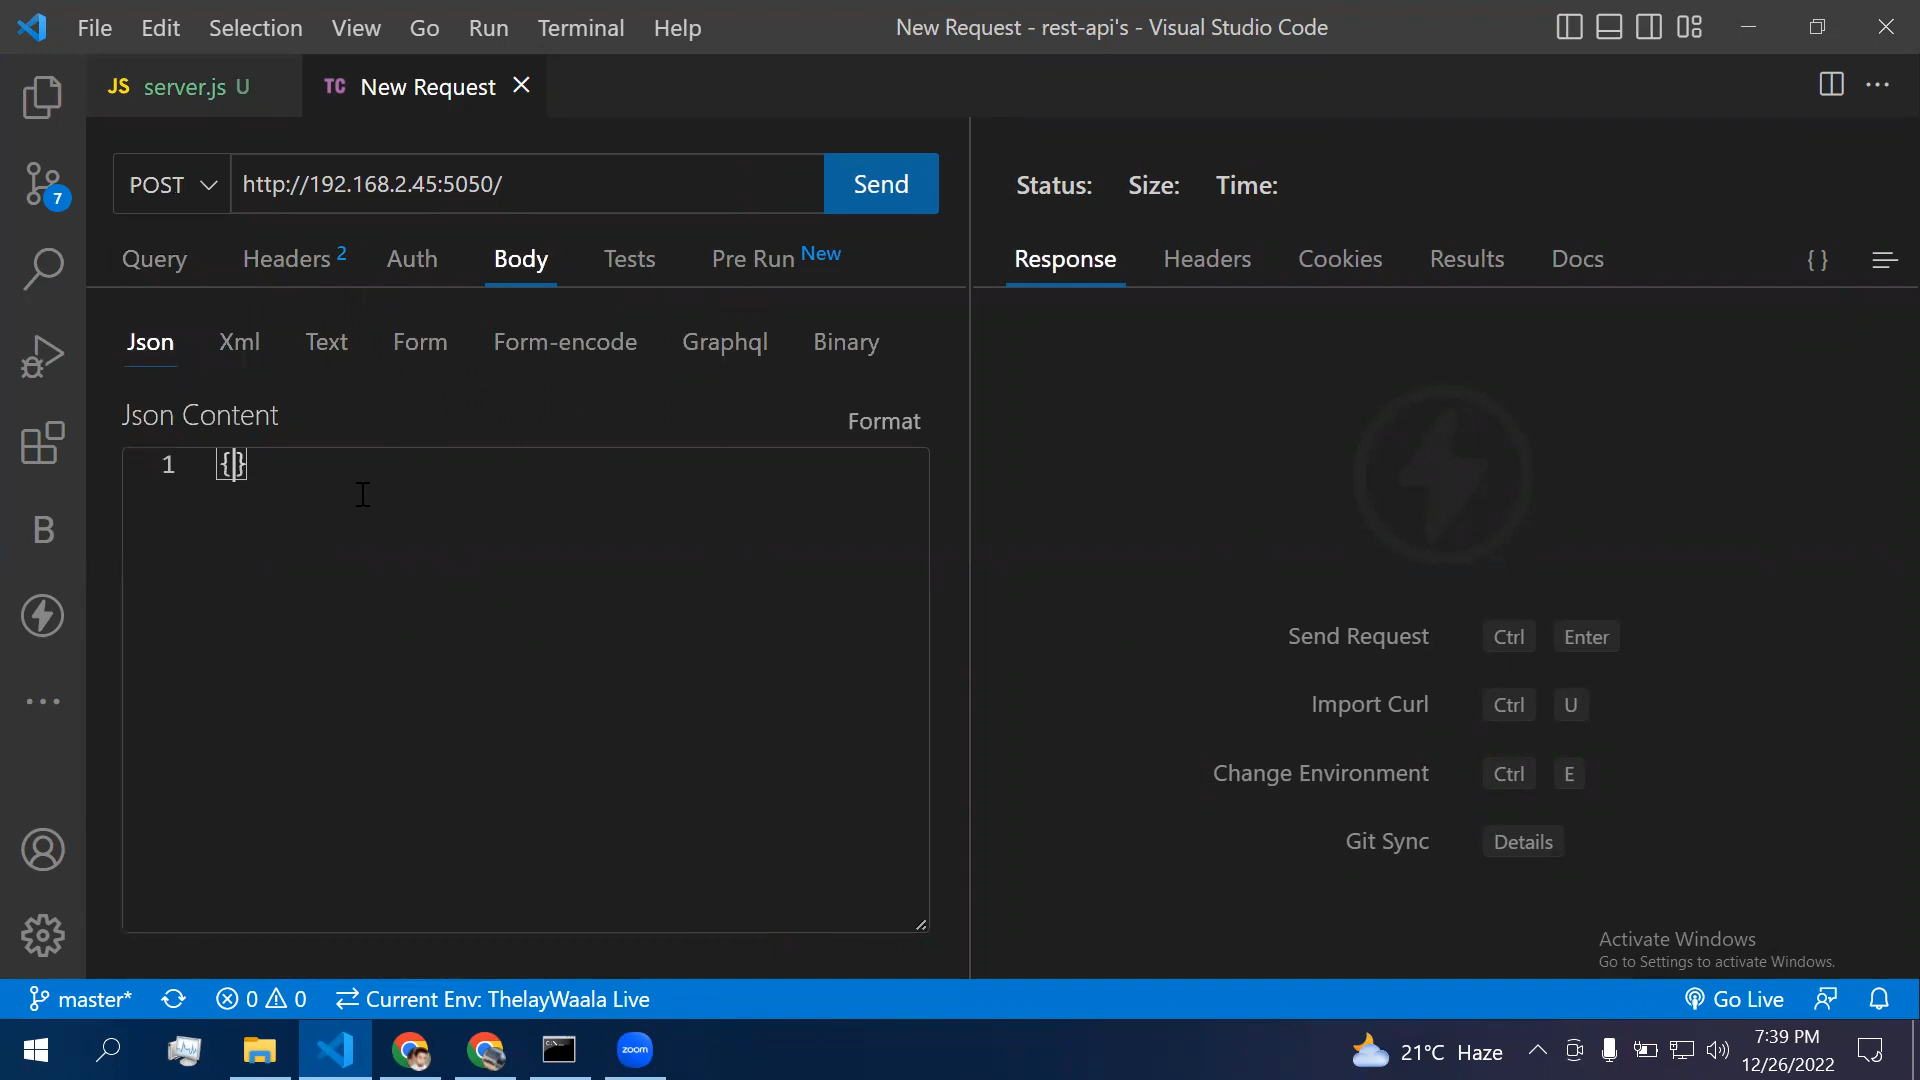 File Edit Selection View Go Run Terminal Help
New Request - rest-api's - Visual Studio Code
JS server.js U
TC New Request
POST http://192.168.2.45:5050/ Send
Status: Size: Time:
Query Headers 2 Auth Body Tests Pre Run New
Response Headers Cookies Results Docs { }
Json Xml Text Form Form-encode Graphql Binary
Json Content
Format
1 {}
Send Request Ctrl Enter
Import Curl Ctrl U
Change Environment Ctrl E
Git Sync Details
7
B
Activate Windows
Go to Settings to activate Windows.
master* 0 0 Current Env: ThelayWaala Live
Go Live
zoom
21°C Haze
7:39 PM
12/26/2022